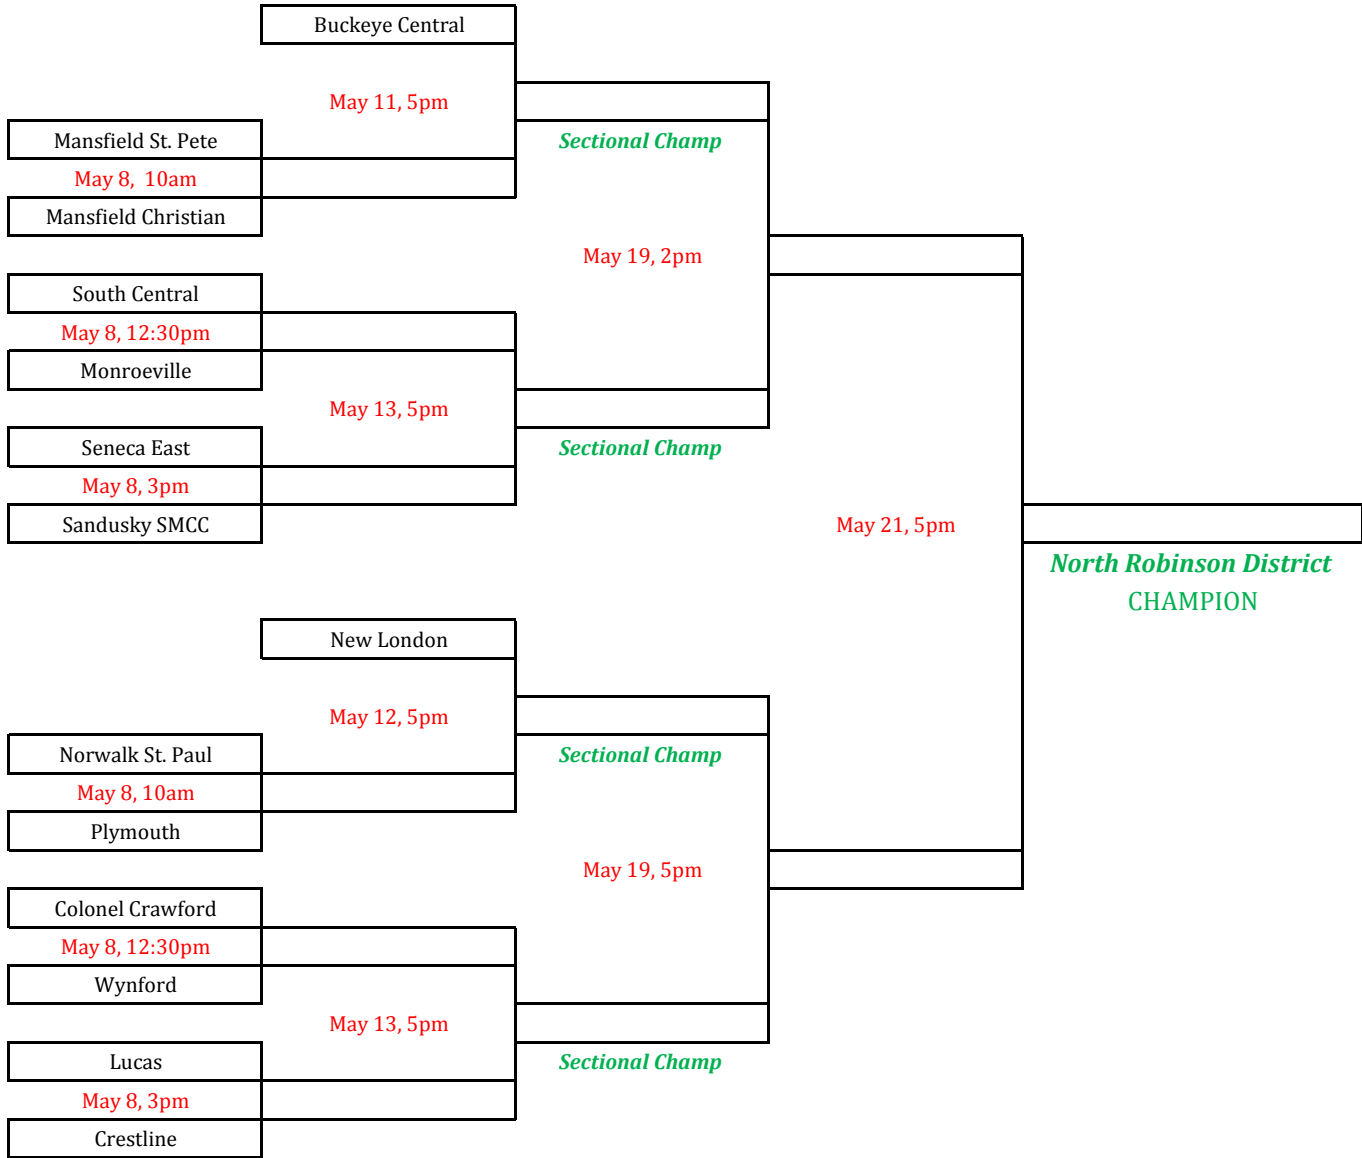 Buckeye Central
May 11, 5pm
Mansfield St. Pete
Sectional Champ
May 8, 10am
Mansfield Christian
May 19, 2pm
South Central
May 8, 12:30pm
Monroeville
May 13, 5pm
Seneca East
Sectional Champ
May 8, 3pm
Sandusky SMCC
May 21, 5pm
North Robinson District
CHAMPION
New London
May 12, 5pm
Norwalk St. Paul
Sectional Champ
May 8, 10am
Plymouth
May 19, 5pm
Colonel Crawford
May 8, 12:30pm
Wynford
May 13, 5pm
Lucas
Sectional Champ
May 8, 3pm
Crestline